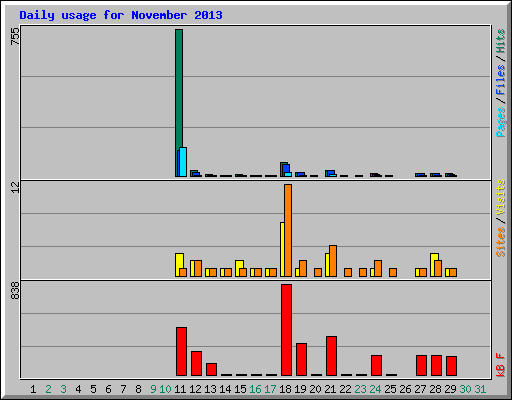 Daily usage for November 2013
755
12
838
Pages / Files / Hits
Sites / Visits
kB F
1 2 3 4 5 6 7 8 9 10 11 12 13 14 15 16 17 18 19 20 21 22 23 24 25 26 27 28 29 30 31